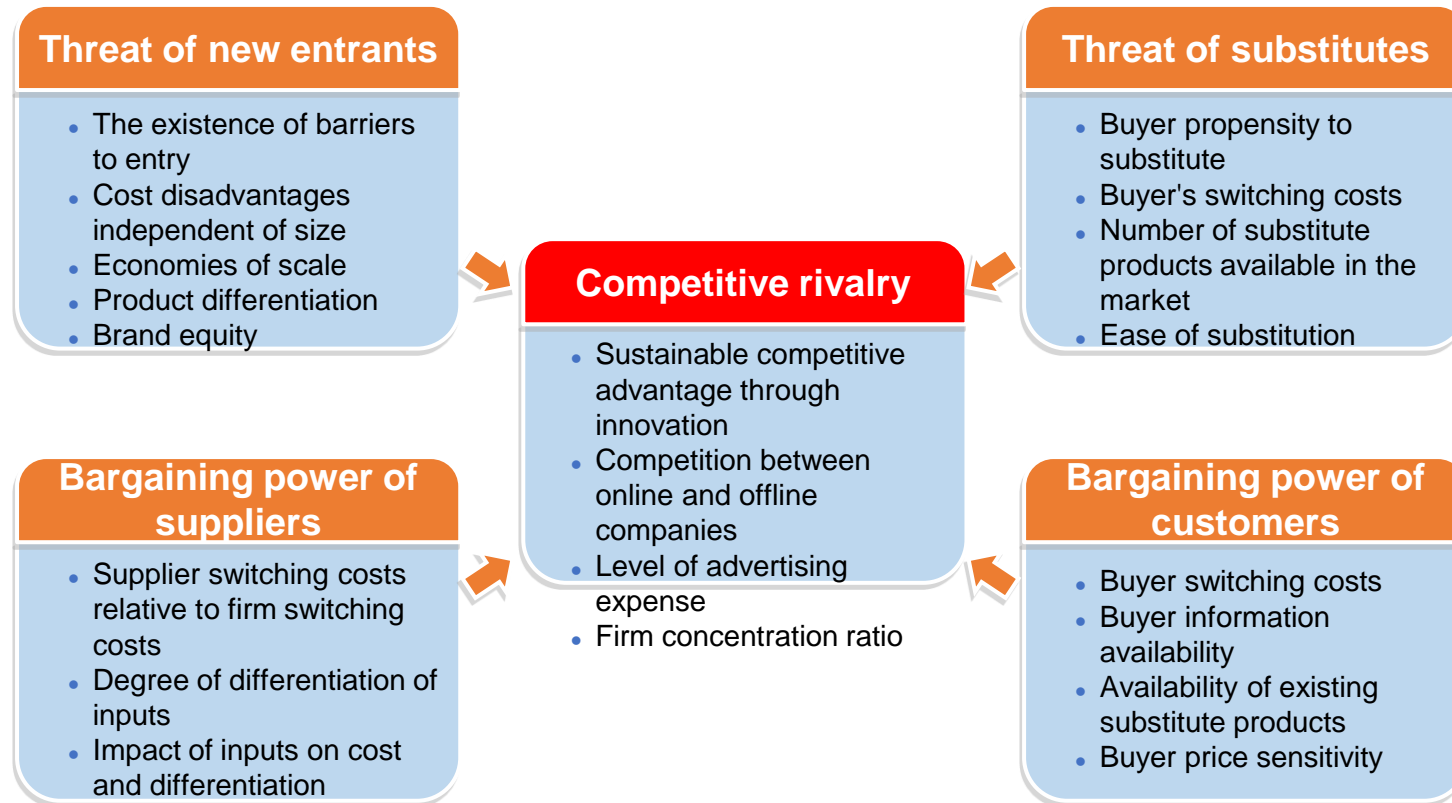 Threat of new entrants
• The existence of barriers
to entry
• Cost disadvantages
independent of size
• Economies of scale
• Product differentiation
• Brand equity
Threat of substitutes
• Buyer propensity to
substitute
• Buyer's switching costs
• Number of substitute
products available in the
market
• Ease of substitution
Competitive rivalry
• Sustainable competitive
advantage through
innovation
• Competition between
online and offline
companies
• Level of advertising
expense
• Firm concentration ratio
Bargaining power of
suppliers
• Supplier switching costs
relative to firm switching
costs
• Degree of differentiation of
inputs
• Impact of inputs on cost
and differentiation
Bargaining power of
customers
• Buyer switching costs
• Buyer information
availability
• Availability of existing
substitute products
• Buyer price sensitivity